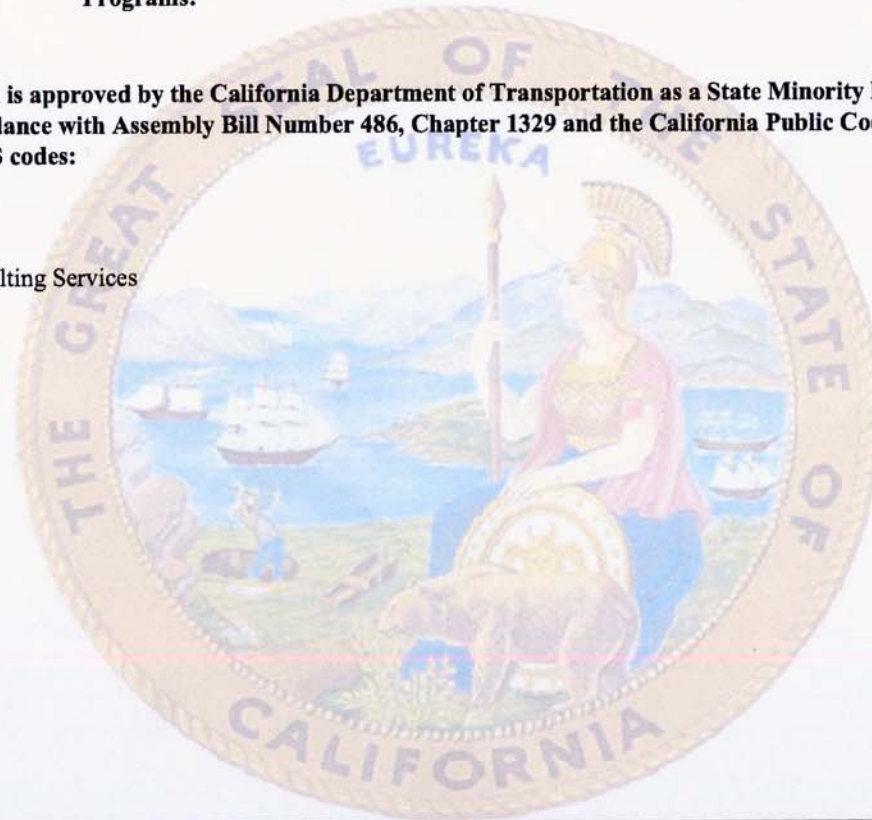 Programs:
is approved by the California Department of Transportation as a State Minority
lance with Assembly Bill Number 486, Chapter 1329 and the California Public Co
codes:
lting Services
THE GREAT SEAL OF THE STATE OF
EUREKA
CALIFORNIA